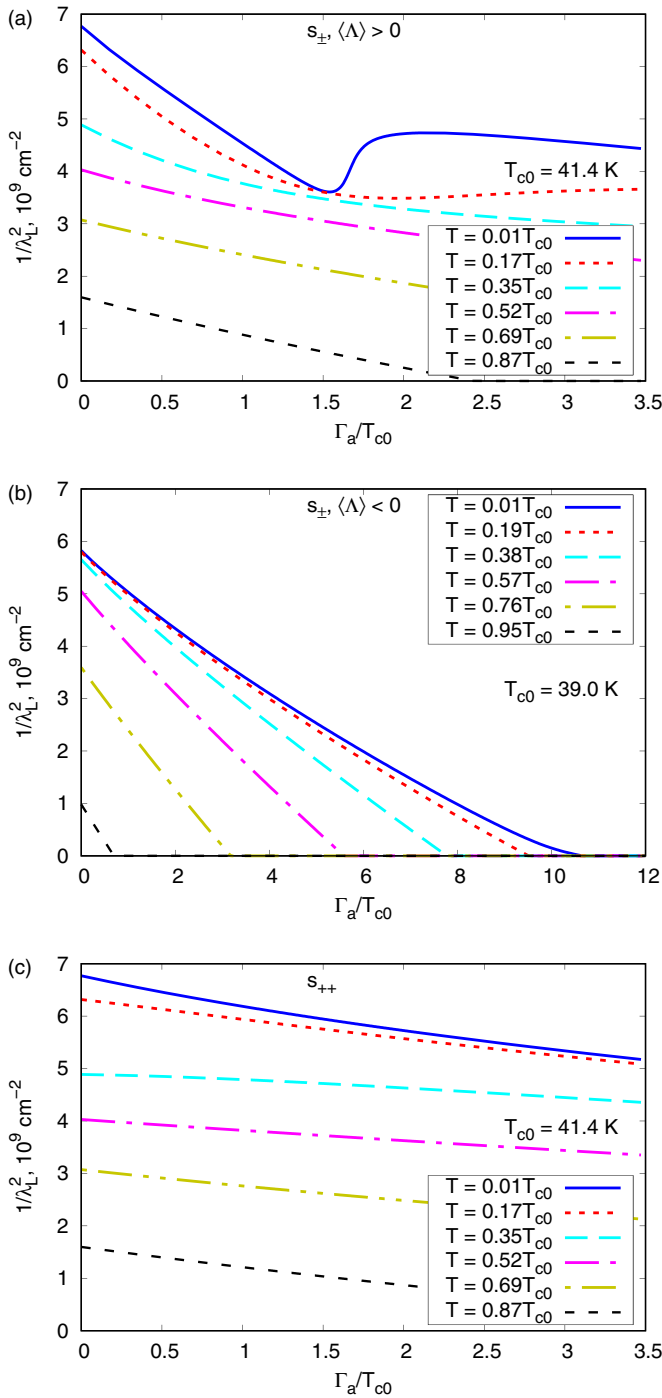 (a)
7
6
5
4
3
2
1
0
1/λ_L^2, 10^9 cm^-2
s_±, ⟨Λ⟩ > 0
T_c0 = 41.4 K
T = 0.01T_c0
T = 0.17T_c0
T = 0.35T_c0
T = 0.52T_c0
T = 0.69T_c0
T = 0.87T_c0
0 0.5 1 1.5 2 2.5 3 3.5
Γ_a/T_c0
(b)
7
6
5
4
3
2
1
0
1/λ_L^2, 10^9 cm^-2
s_±, ⟨Λ⟩ < 0
T = 0.01T_c0
T = 0.19T_c0
T = 0.38T_c0
T = 0.57T_c0
T = 0.76T_c0
T = 0.95T_c0
T_c0 = 39.0 K
0 2 4 6 8 10 12
Γ_a/T_c0
(c)
7
6
5
4
3
2
1
0
1/λ_L^2, 10^9 cm^-2
s_++
T_c0 = 41.4 K
T = 0.01T_c0
T = 0.17T_c0
T = 0.35T_c0
T = 0.52T_c0
T = 0.69T_c0
T = 0.87T_c0
0 0.5 1 1.5 2 2.5 3 3.5
Γ_a/T_c0